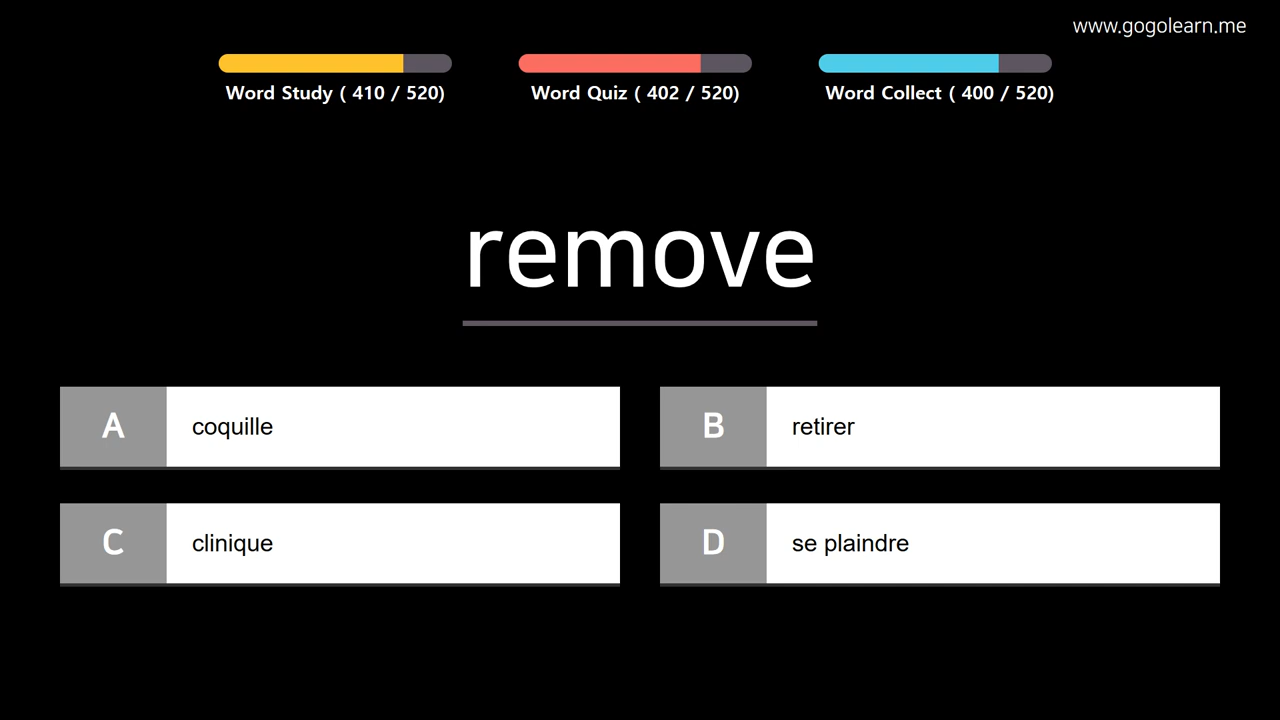 www.gogolearn.me
Word Study ( 410 / 520)
Word Quiz ( 402 / 520)
Word Collect ( 400 / 520)
remove
A coquille
B retirer
C clinique
D se plaindre